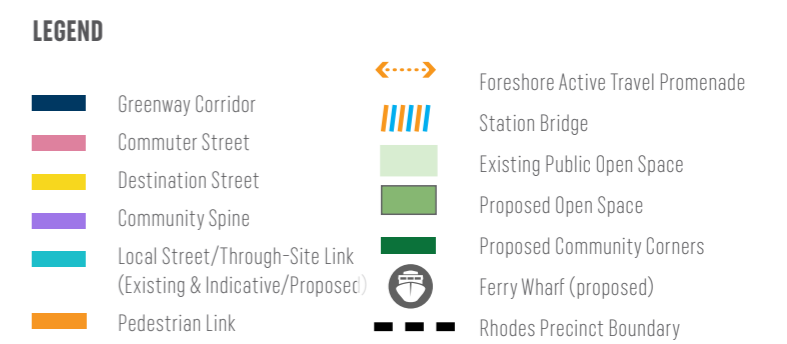 LEGEND
Greenway Corridor
Commuter Street
Destination Street
Community Spine
Local Street/Through-Site Link
(Existing & Indicative/Proposed)
Pedestrian Link
Foreshore Active Travel Promenade
Station Bridge
Existing Public Open Space
Proposed Open Space
Proposed Community Corners
Ferry Wharf (proposed)
Rhodes Precinct Boundary